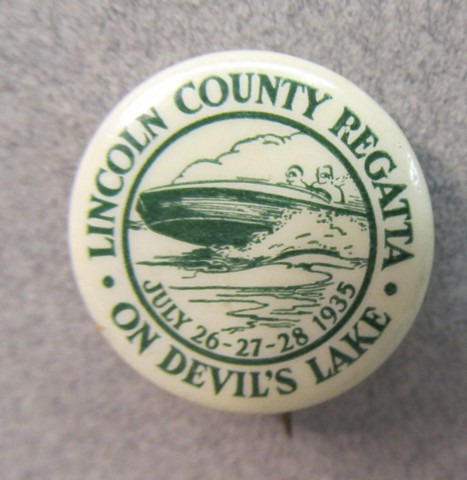 LINCOLN COUNTY REGATTA
JULY 26-27-28 1935
• ON DEVIL'S LAKE •